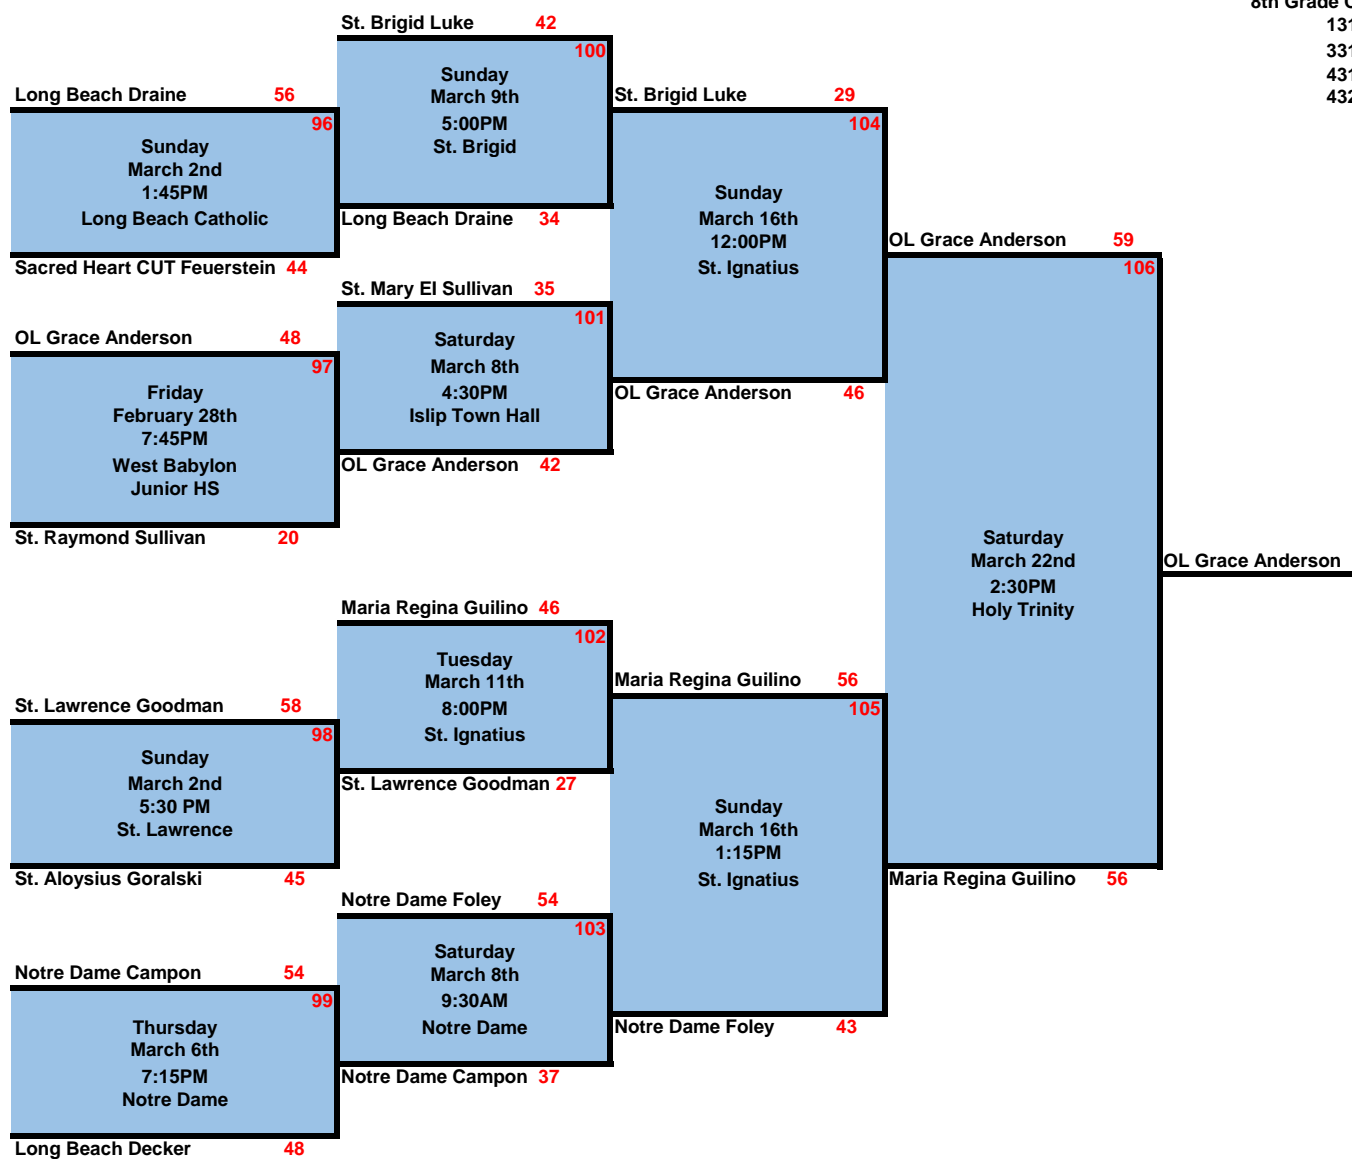 8th Grade
131
331
431
432
St. Brigid Luke 42
100
Sunday
March 9th
5:00PM
St. Brigid
Long Beach Draine 34
Long Beach Draine 56
96
Sunday
March 2nd
1:45PM
Long Beach Catholic
Sacred Heart CUT Feuerstein 44
St. Brigid Luke 29
104
Sunday
March 16th
12:00PM
St. Ignatius
OL Grace Anderson 46
St. Mary El Sullivan 35
101
Saturday
March 8th
4:30PM
Islip Town Hall
OL Grace Anderson 42
OL Grace Anderson 48
97
Friday
February 28th
7:45PM
West Babylon
Junior HS
St. Raymond Sullivan 20
OL Grace Anderson 59
106
Saturday
March 22nd
2:30PM
Holy Trinity
Maria Regina Guilino 56
OL Grace Anderson
Maria Regina Guilino 46
102
Tuesday
March 11th
8:00PM
St. Ignatius
St. Lawrence Goodman 27
St. Lawrence Goodman 58
98
Sunday
March 2nd
5:30 PM
St. Lawrence
St. Aloysius Goralski 45
Maria Regina Guilino 56
105
Sunday
March 16th
1:15PM
St. Ignatius
Notre Dame Foley 43
Notre Dame Foley 54
103
Saturday
March 8th
9:30AM
Notre Dame
Notre Dame Campon 37
Notre Dame Campon 54
99
Thursday
March 6th
7:15PM
Notre Dame
Long Beach Decker 48